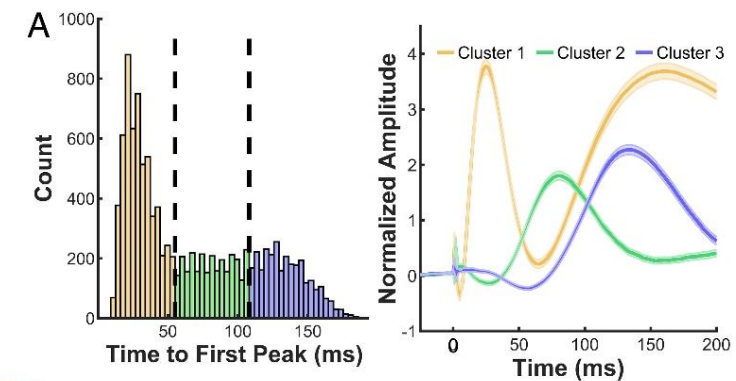 A
1000
800
600
400
200
0
Count
50 100 150
Time to First Peak (ms)
Cluster 1 Cluster 2 Cluster 3
4
3
2
1
0
-1
Normalized Amplitude
0 50 100 150 200
Time (ms)